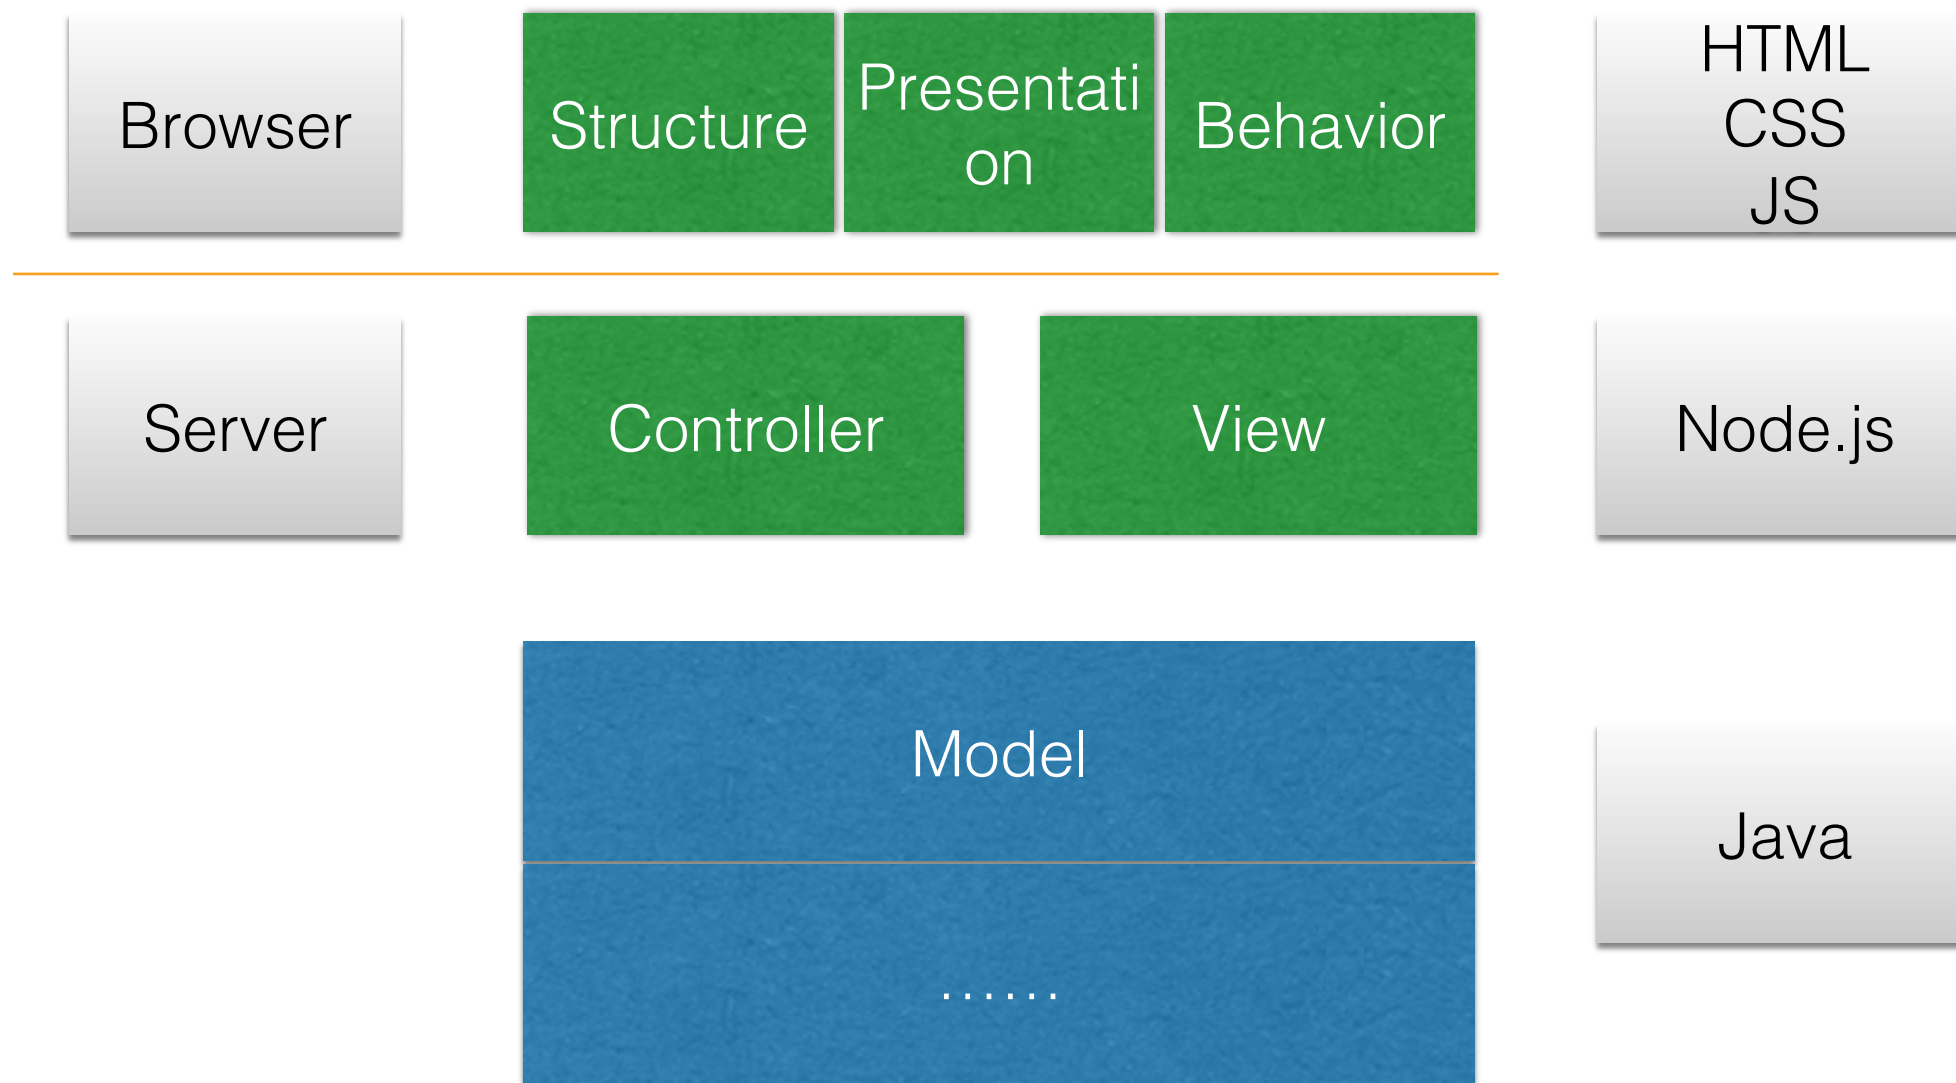 Browser
Structure
Presentati
on
Behavior
HTML
CSS
JS
Server
Controller
View
Node.js
Model
Java
......